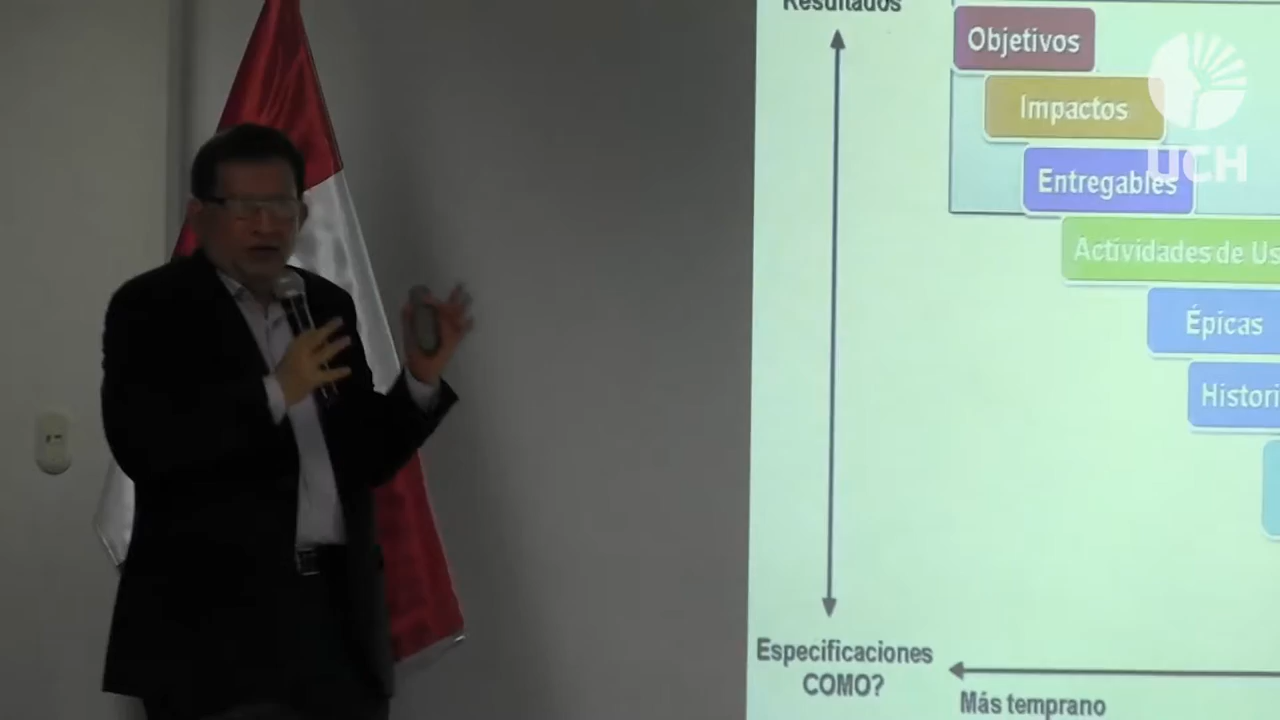 Resultados
Objetivos
Impactos
UCH
Entregables
Actividades de Us
Épicas
Histori
Especificaciones
COMO?
Más temprano